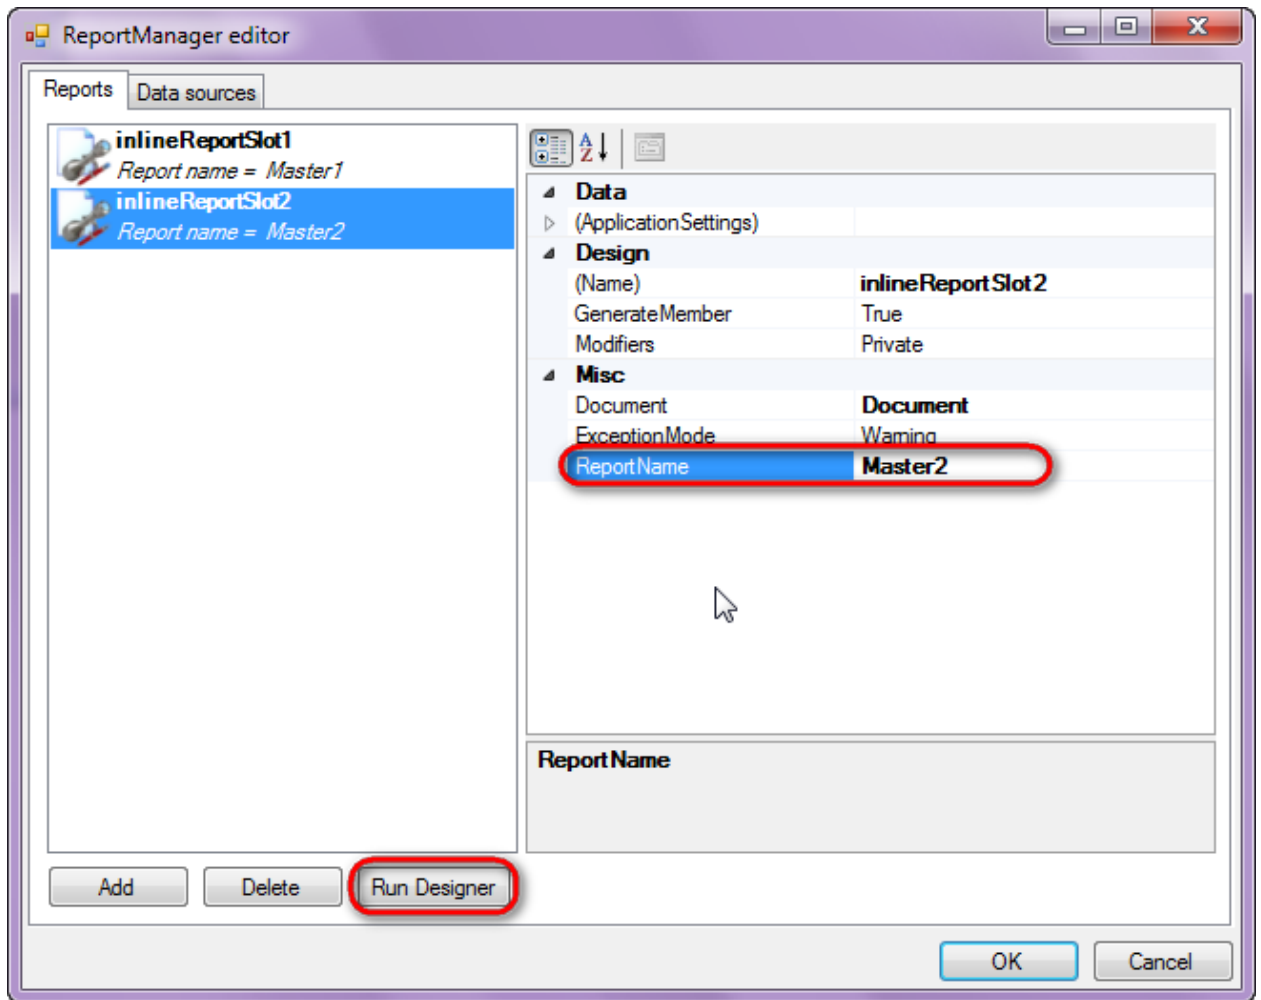 ReportManager editor
Reports
Data sources
inlineReportSlot1
Report name = Master1
inlineReportSlot2
Report name = Master2
Data
(ApplicationSettings)
Design
(Name) inlineReportSlot2
GenerateMember True
Modifiers Private
Misc
Document Document
ExceptionMode Warning
ReportName Master2
ReportName
Add
Delete
Run Designer
OK
Cancel